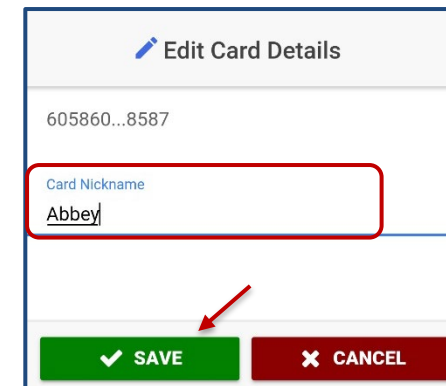 Edit Card Details
605860...8587
Card Nickname
Abbey
SAVE
CANCEL